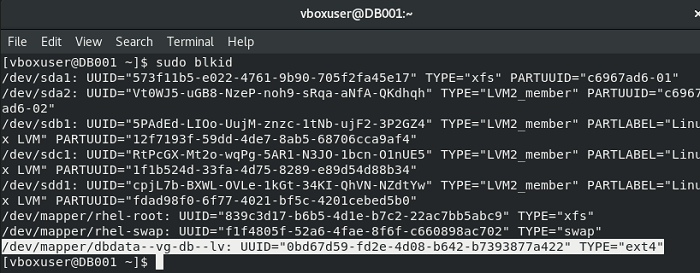 vboxuser@DB001:~
File Edit View Search Terminal Help
[vboxuser@DB001 ~]$ sudo blkid
/dev/sda1: UUID="573f11b5-e022-4761-9b90-705f2fa45e17" TYPE="xfs" PARTUUID="c6967ad6-01"
/dev/sda2: UUID="Vt0WJ5-uGB8-NzeP-noh9-sRqa-aNfA-QKdhqh" TYPE="LVM2_member" PARTUUID="c6967
ad6-02"
/dev/sdb1: UUID="5PAdEd-LIOo-UujM-znzc-1tNb-ujF2-3P2GZ4" TYPE="LVM2_member" PARTLABEL="Linu
x LVM" PARTUUID="12f7193f-59dd-4de7-8ab5-68706cca9af4"
/dev/sdc1: UUID="RtPcGX-Mt2o-wqPg-5AR1-N3JO-1bcn-O1nUE5" TYPE="LVM2_member" PARTLABEL="Linu
x LVM" PARTUUID="1f1b524d-33fa-4d75-8289-e89d54d88b34"
/dev/sdd1: UUID="cpjL7b-BXWL-OVLe-1kGt-34KI-QhVN-NZdtYw" TYPE="LVM2_member" PARTLABEL="Linu
x LVM" PARTUUID="fdad98f0-6f77-4021-bf5c-4201cebed5b0"
/dev/mapper/rhel-root: UUID="839c3d17-b6b5-4d1e-b7c2-22ac7bb5abc9" TYPE="xfs"
/dev/mapper/rhel-swap: UUID="f1f4805f-52a6-4fae-8f6f-c660898ac702" TYPE="swap"
/dev/mapper/dbdata--vg-db--lv: UUID="0bd67d59-fd2e-4d08-b642-b7393877a422" TYPE="ext4"
[vboxuser@DB001 ~]$